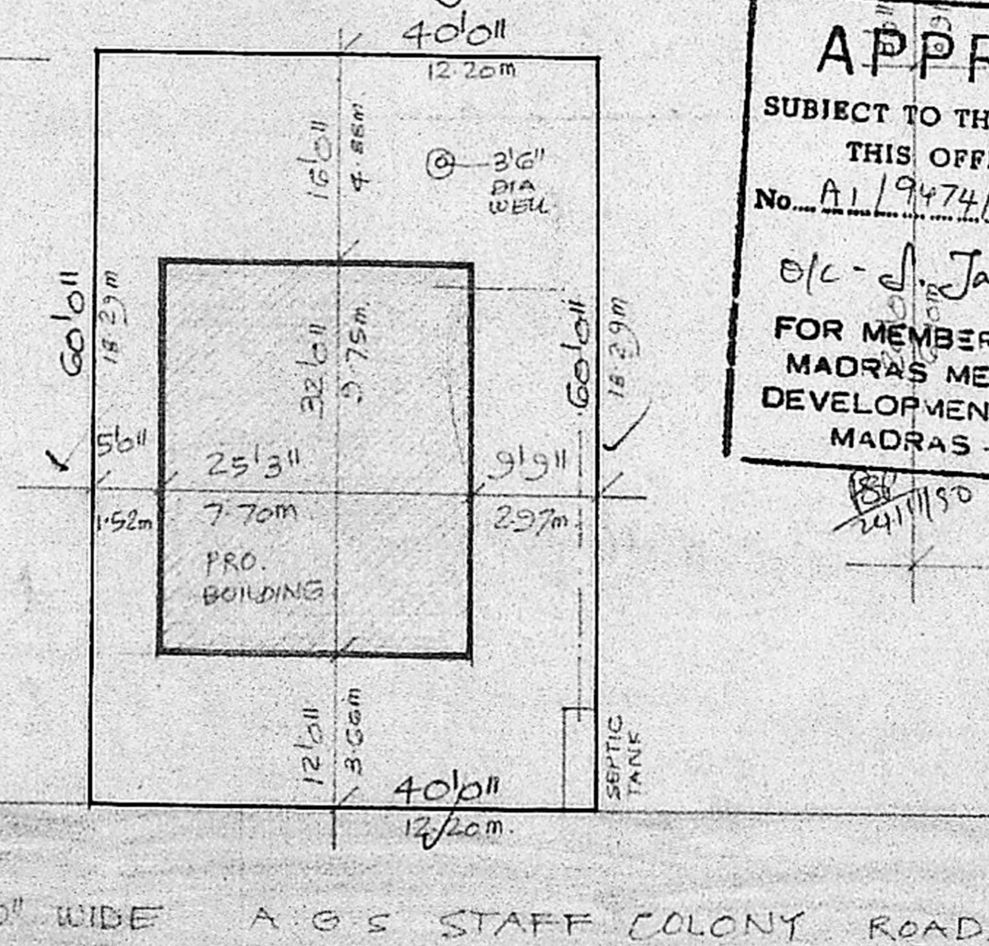 40'0"
12.20m
16'0"
4.88m
3'6"
DIA
WELL
60'0"
18.29m
32'0"
9.75m
60'0"
18.29m
5'0"
25'3"
9'9"
1.52m
7.70m
2.97m
PRO.
BUILDING
12'0"
3.66m
SEPTIC
TANK
40'0"
12.20m.
0" WIDE A G S STAFF COLONY ROAD
APPR
SUBJECT TO TH
THIS OFF
No.... A1/9474/
O/C - S. Ja
FOR MEMBER
MADRAS ME
DEVELOPMEN
MADRAS -